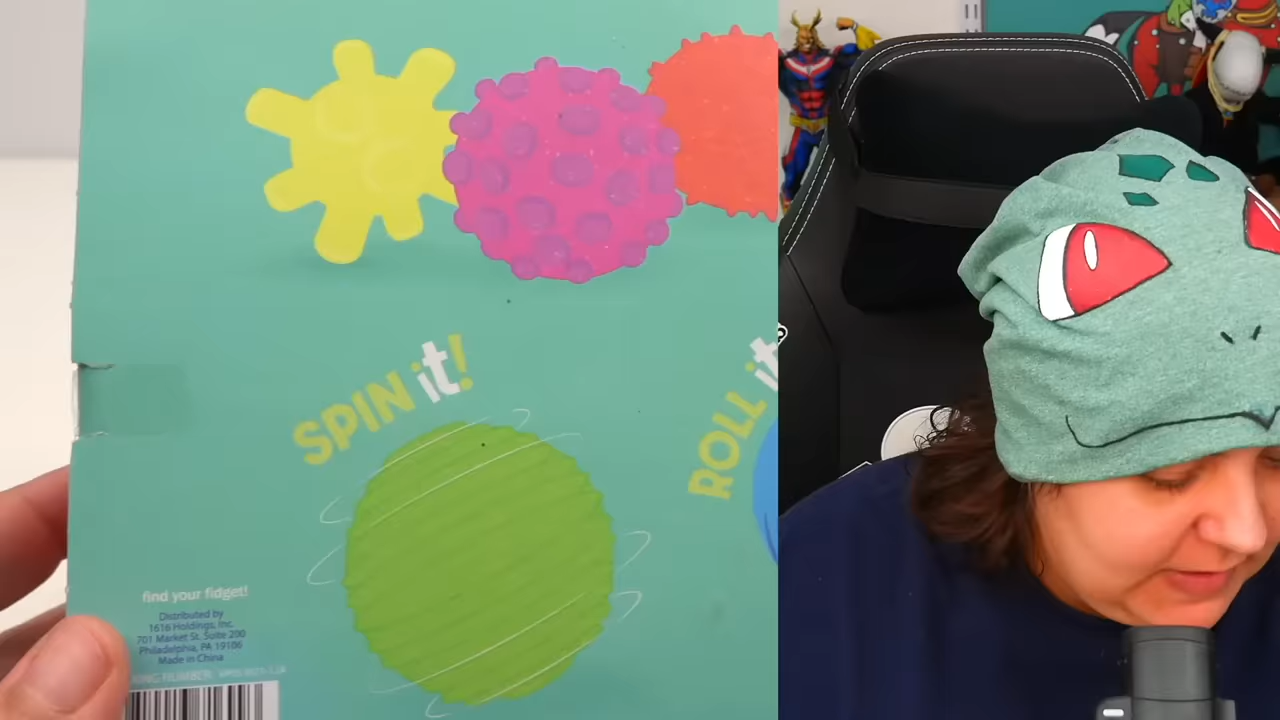 SPIN it!
ROLL it
find your fidget!
Distributed by
1616 Holdings, Inc.
701 Market St. Suite 200
Philadelphia, PA 19106
Made in China